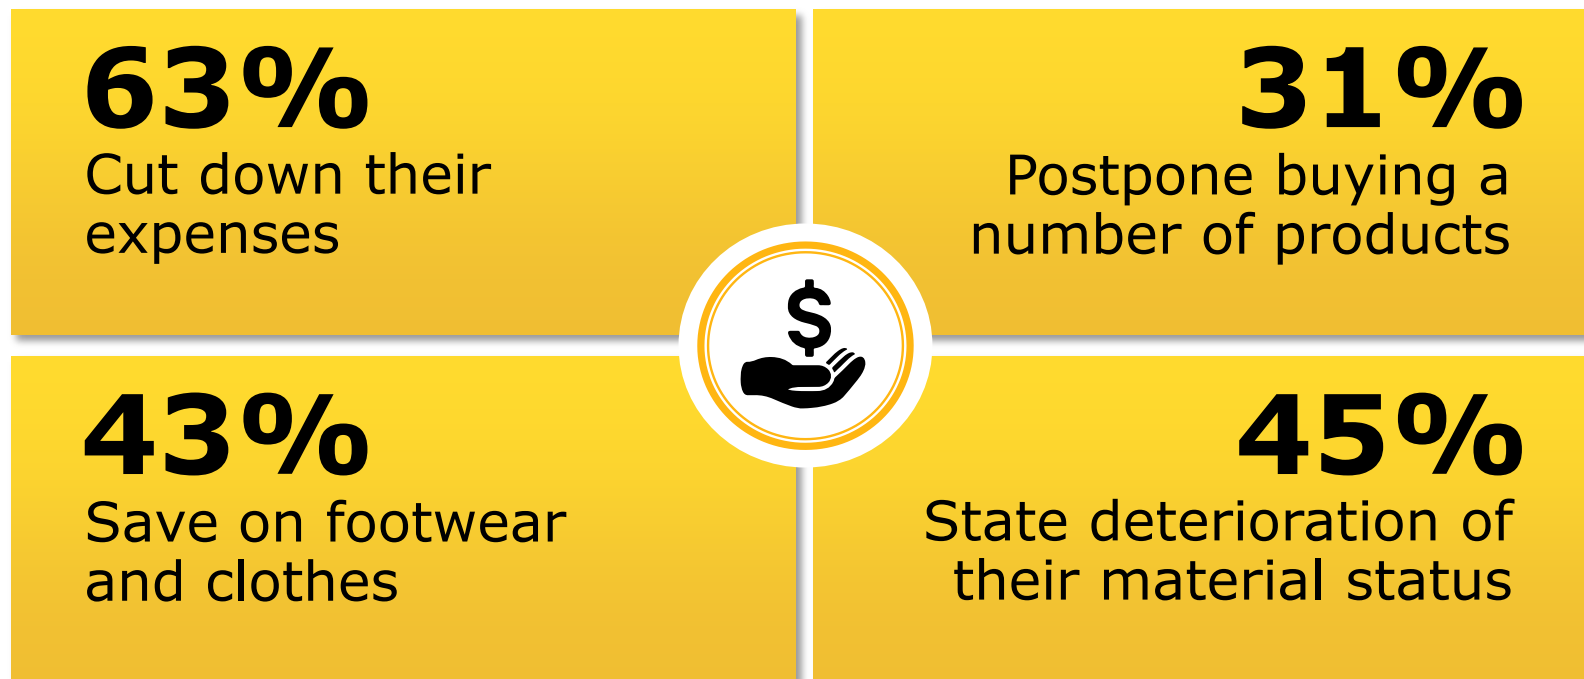 63%
Cut down their
expenses
31%
Postpone buying a
number of products
$
43%
Save on footwear
and clothes
45%
State deterioration of
their material status